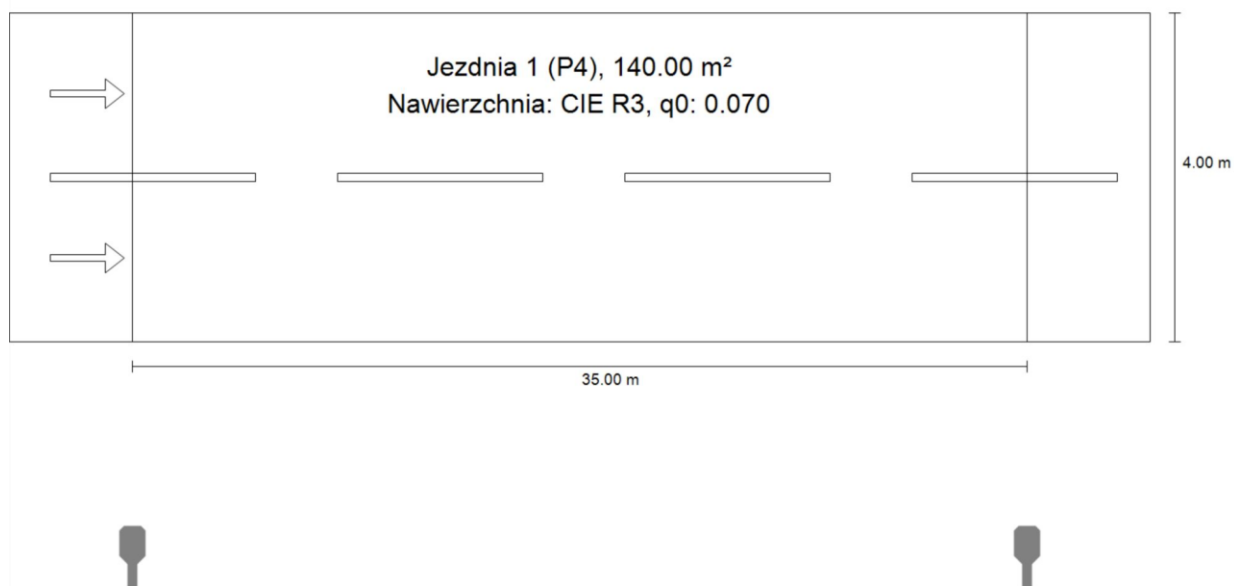 Jezdnia 1 (P4), 140.00 m²
Nawierzchnia: CIE R3, q0: 0.070
4.00 m
35.00 m